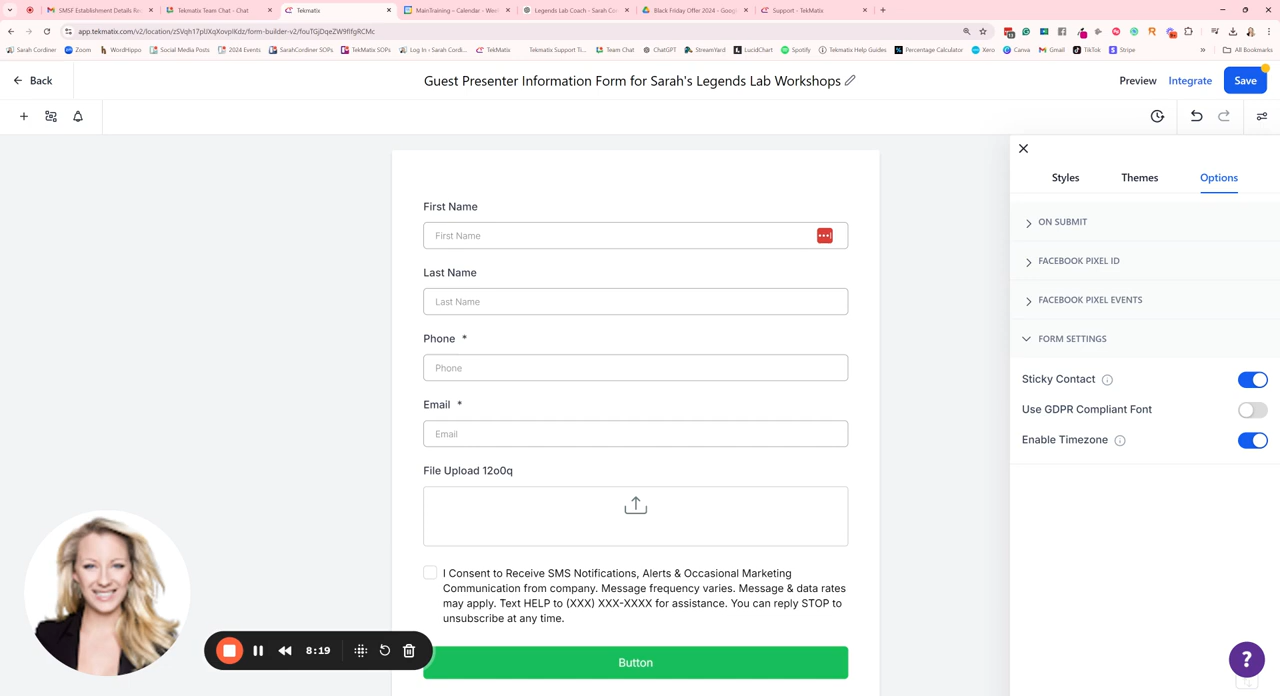 SMSF Establishment Details Re
Tekmatix Team Chat - Chat
Tekmatix
MainTraining – Calendar - Wee
Legends Lab Coach - Sarah Co
Black Friday Offer 2024 - Goog
Support - TekMatix
app.tekmatix.com/v2/location/zSVqh17pUXqXovpIKdz/form-builder-v2/fouTGjDqeZW9fIfgRCMc
Sarah Cordiner
Zoom
WordHippo
Social Media Posts
2024 Events
SarahCordiner SOPs
TekMatix SOPs
Log In ‹ Sarah Cordi...
TekMatix
Tekmatix Support Ti...
Team Chat
ChatGPT
StreamYard
LucidChart
Spotify
Tekmatix Help Guides
Percentage Calculator
Xero
Canva
Gmail
TikTok
Stripe
All Bookmarks
Back
Guest Presenter Information Form for Sarah's Legends Lab Workshops
Preview
Integrate
Save
Styles
Themes
Options
ON SUBMIT
FACEBOOK PIXEL ID
FACEBOOK PIXEL EVENTS
FORM SETTINGS
Sticky Contact
Use GDPR Compliant Font
Enable Timezone
First Name
First Name
Last Name
Last Name
Phone *
Phone
Email *
Email
File Upload 12o0q
I Consent to Receive SMS Notifications, Alerts & Occasional Marketing
Communication from company. Message frequency varies. Message & data rates
may apply. Text HELP to (XXX) XXX-XXXX for assistance. You can reply STOP to
unsubscribe at any time.
8:19
Button
?